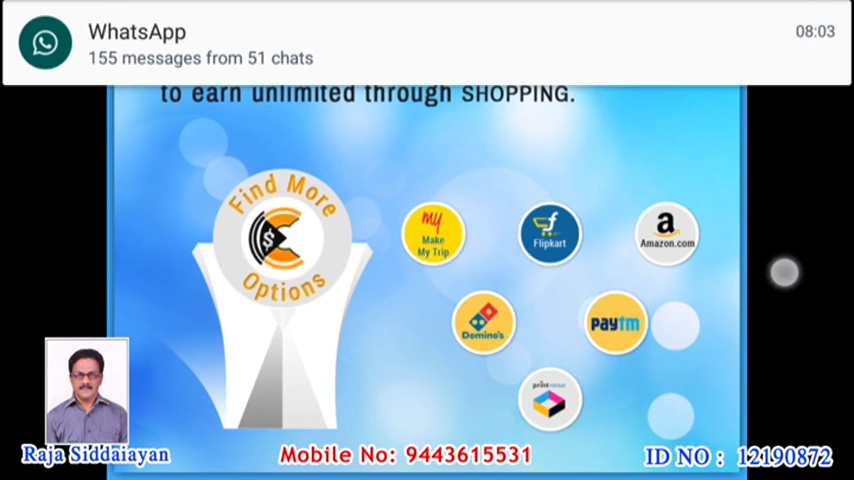 WhatsApp
08:03
155 messages from 51 chats
to earn unlimited through SHOPPING.
Find More
Options
$
my
Make
My Trip
f
Flipkart
a
Amazon.com
Domino's
Paytm
printvenue
Raja Siddaiayan
Mobile No: 9443615531
ID NO : 12190872